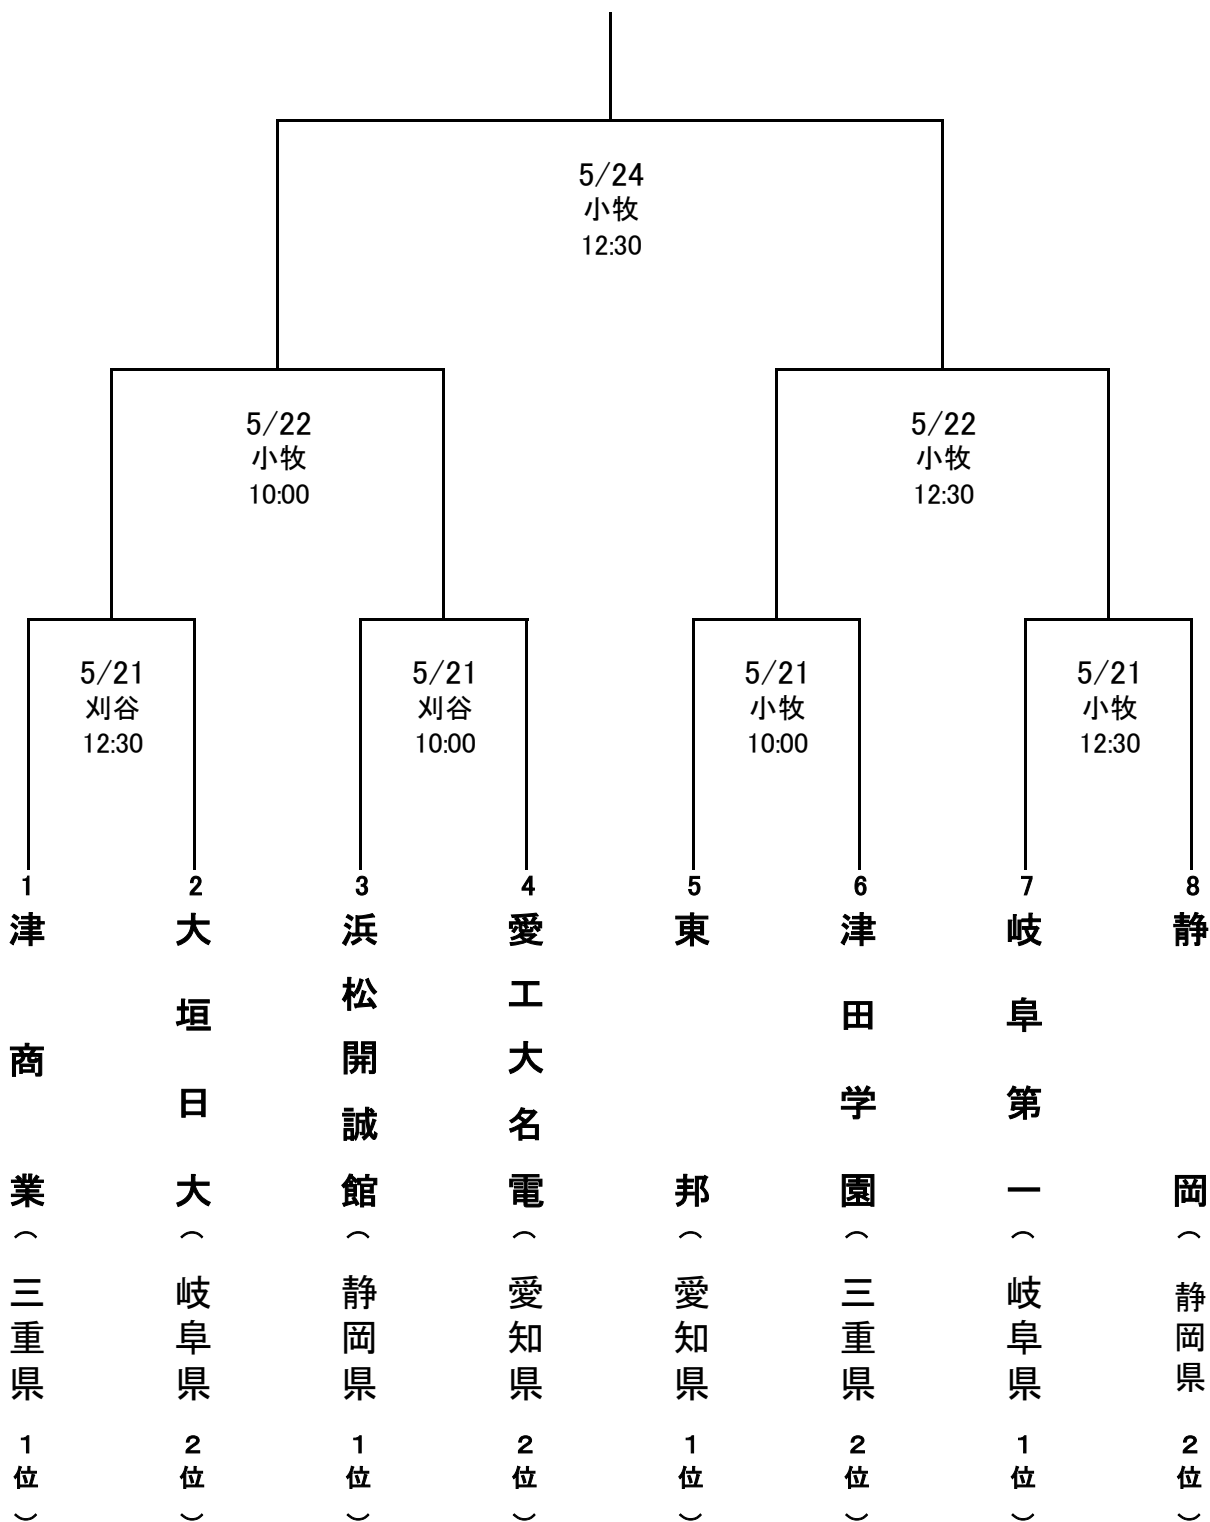 5/24
小牧
12:30
5/22
小牧
10:00
5/22
小牧
12:30
5/21
刈谷
12:30
5/21
刈谷
10:00
5/21
小牧
10:00
5/21
小牧
12:30
1
津商業(三重県1位)
2
大垣日大(岐阜県2位)
3
浜松開誠館(静岡県1位)
4
愛工大名電(愛知県2位)
5
東邦(愛知県1位)
6
津田学園(三重県2位)
7
岐阜第一(岐阜県1位)
8
静岡(静岡県2位)